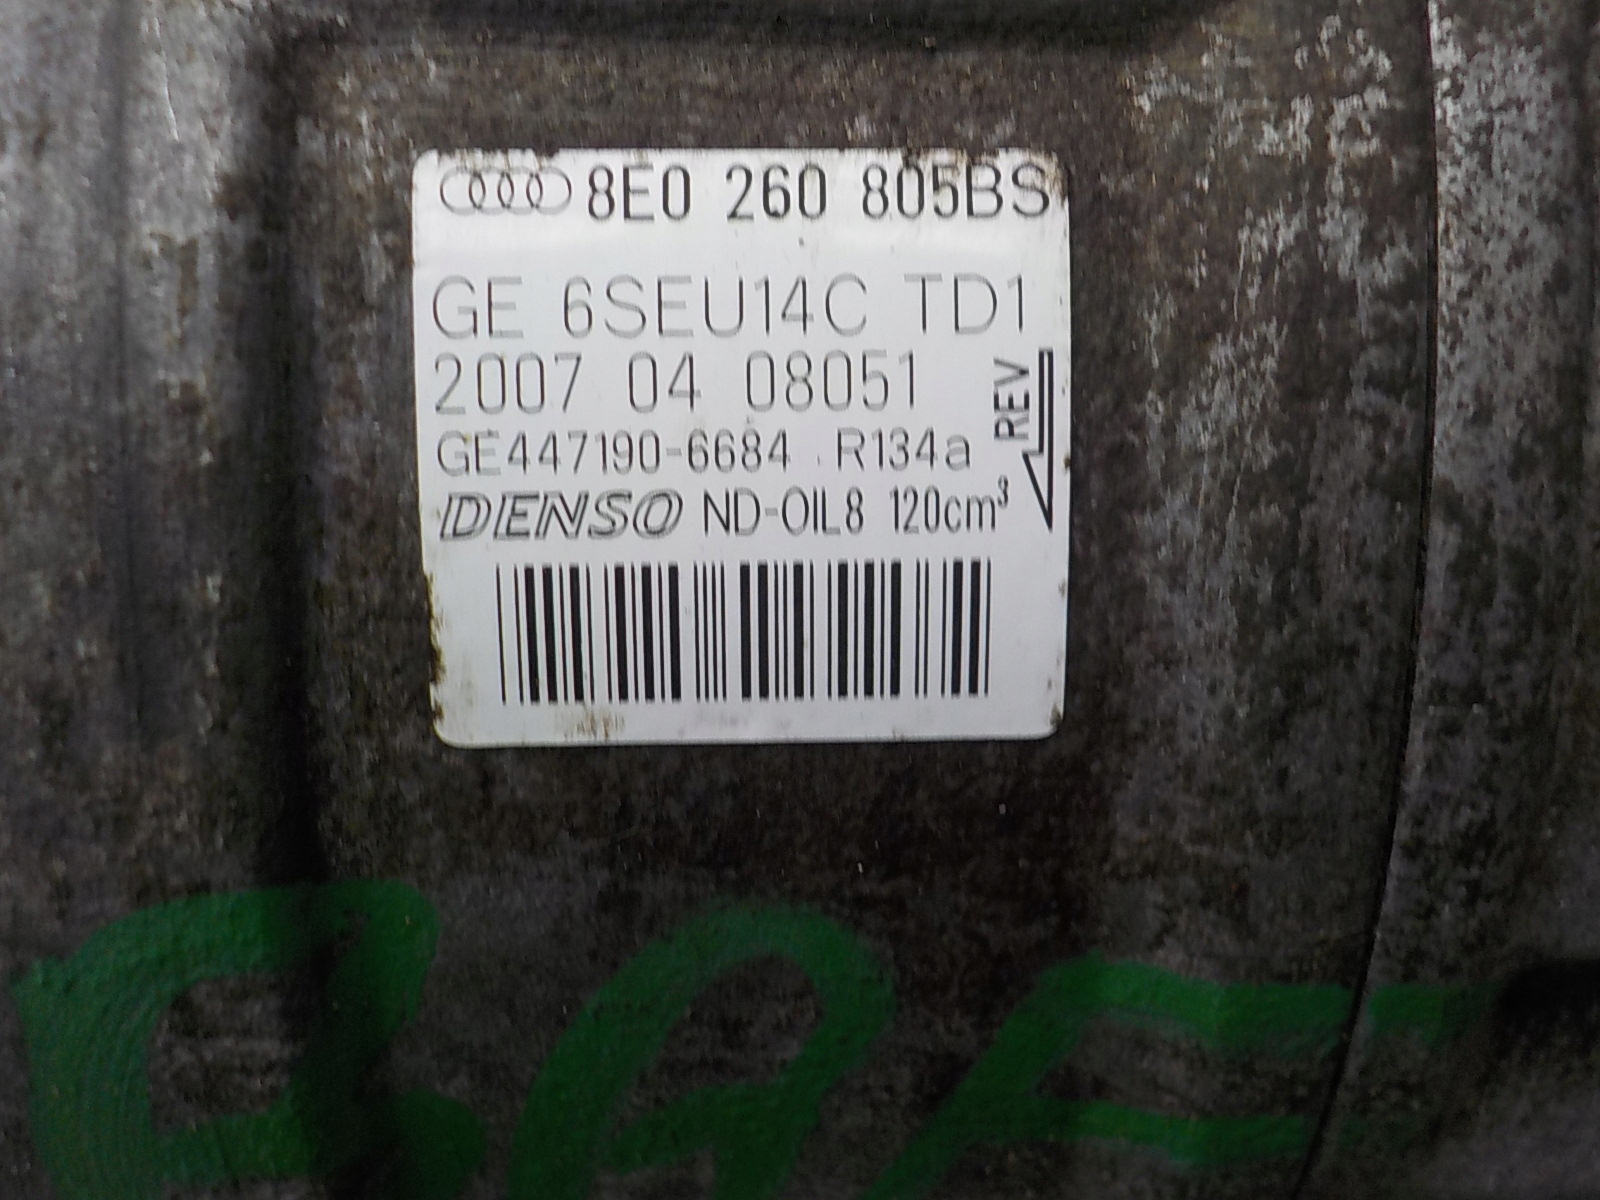 8E0 260 805BS
GE 6SEU14C TD1
2007 04 08051
REV
GE447190-6684 R134a
DENSO ND-OIL8 120cm³